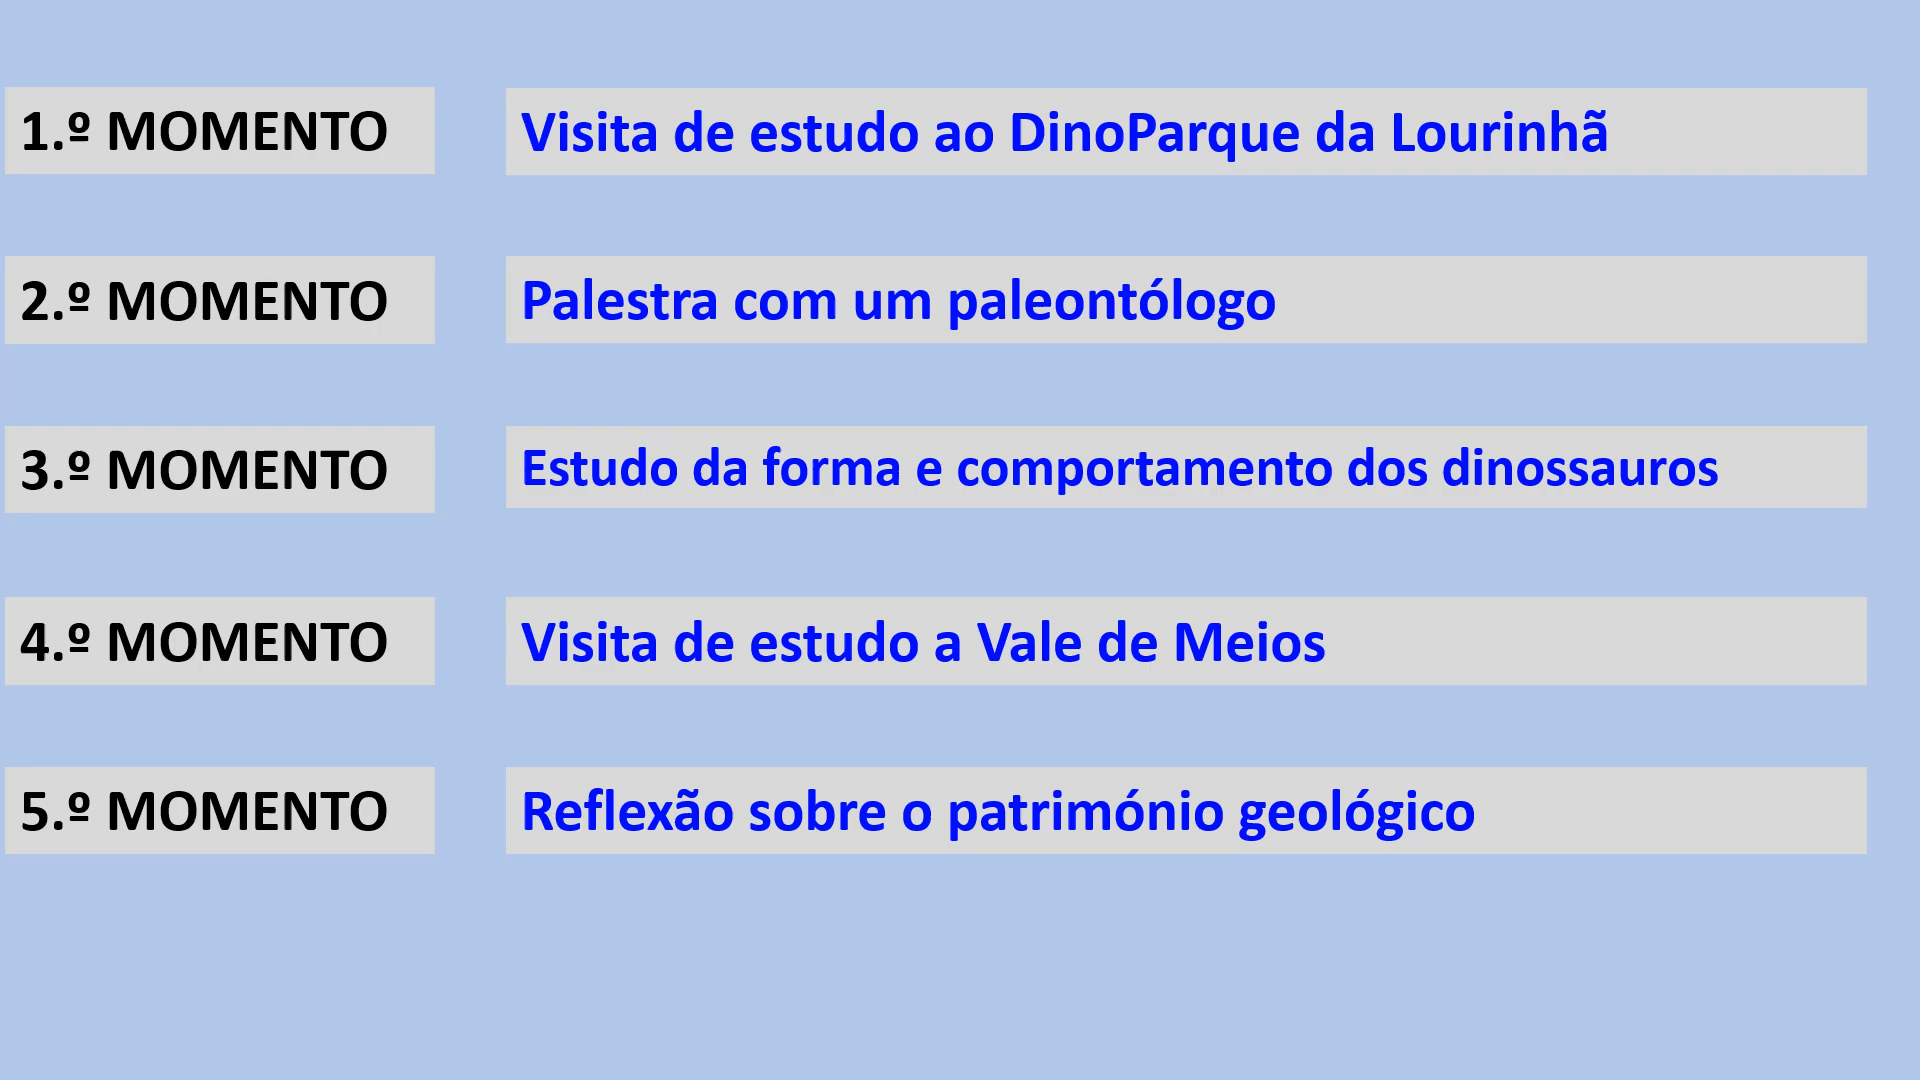 1.º MOMENTO
Visita de estudo ao DinoParque da Lourinhã
2.º MOMENTO
Palestra com um paleontólogo
3.º MOMENTO
Estudo da forma e comportamento dos dinossauros
4.º MOMENTO
Visita de estudo a Vale de Meios
5.º MOMENTO
Reflexão sobre o património geológico